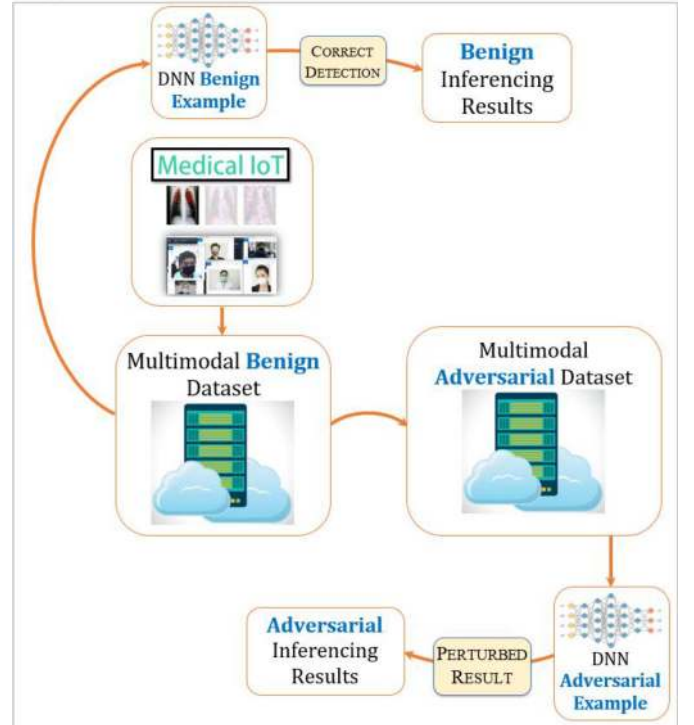 DNN Benign
Example
CORRECT
DETECTION
Benign
Inferencing
Results
Medical IoT
Multimodal Benign
Dataset
Multimodal
Adversarial Dataset
Adversarial
Inferencing
Results
PERTURBED
RESULT
DNN
Adversarial
Example